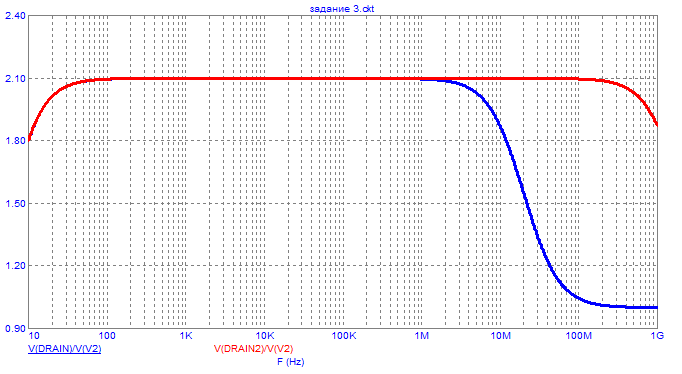 задание 3.ckt
2.40
2.10
1.80
1.50
1.20
0.90
10 100 1K 10K 100K 1M 10M 100M 1G
V(DRAIN)/V(V2) V(DRAIN2)/V(V2)
F (Hz)